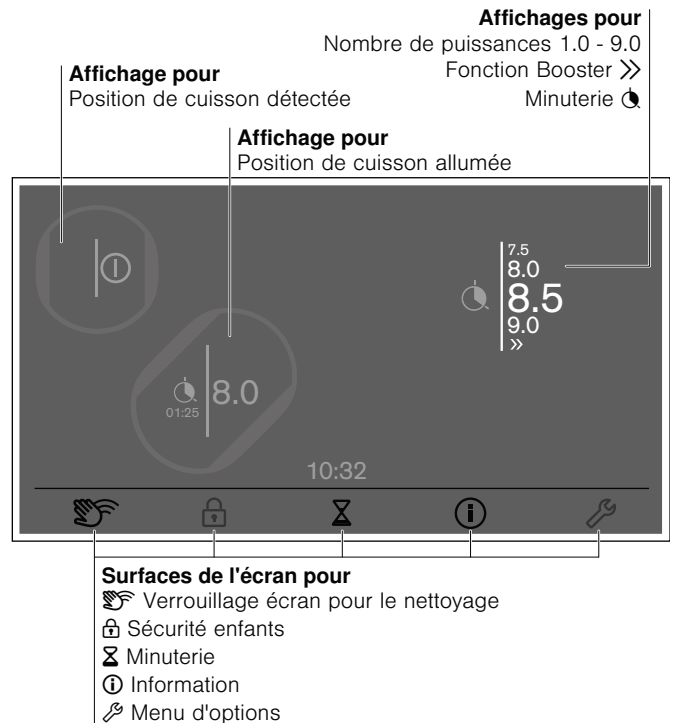 Affichages pour
Nombre de puissances 1.0 - 9.0
Fonction Booster »
Minuterie
Affichage pour
Position de cuisson détectée
Affichage pour
Position de cuisson allumée
7.5
8.0
8.5
9.0
»
8.0
01:25
10:32
Surfaces de l'écran pour
Verrouillage écran pour le nettoyage
Sécurité enfants
Minuterie
Information
Menu d'options